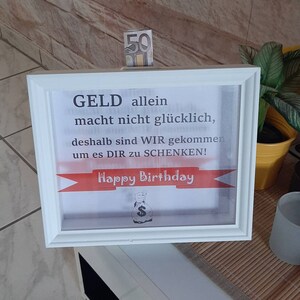 50
GELD allein
macht nicht glücklich,
deshalb sind WIR gekommen
um es DIR zu SCHENKEN!
Happy Birthday
$